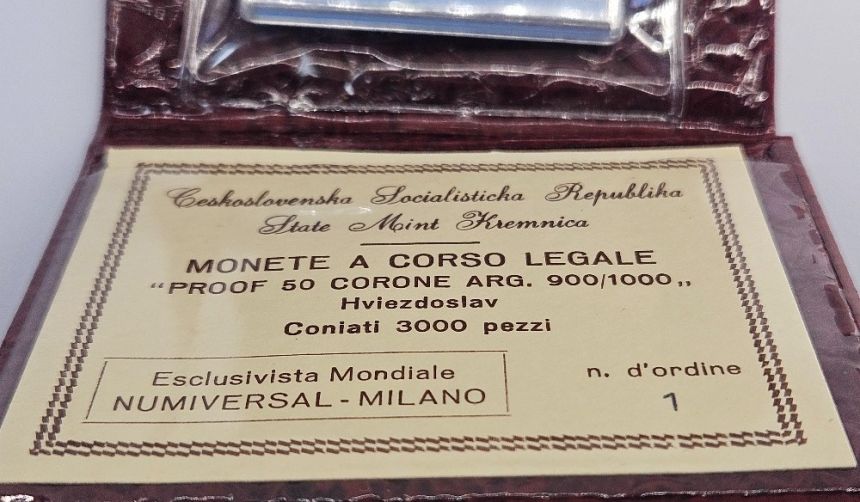 Ceskoslovenska Socialisticka Republika
State Mint Kremnica
MONETE A CORSO LEGALE
“PROOF 50 CORONE ARG. 900/1000„
Hviezdoslav
Coniati 3000 pezzi
Esclusivista Mondiale
NUMIVERSAL - MILANO
n. d'ordine
1